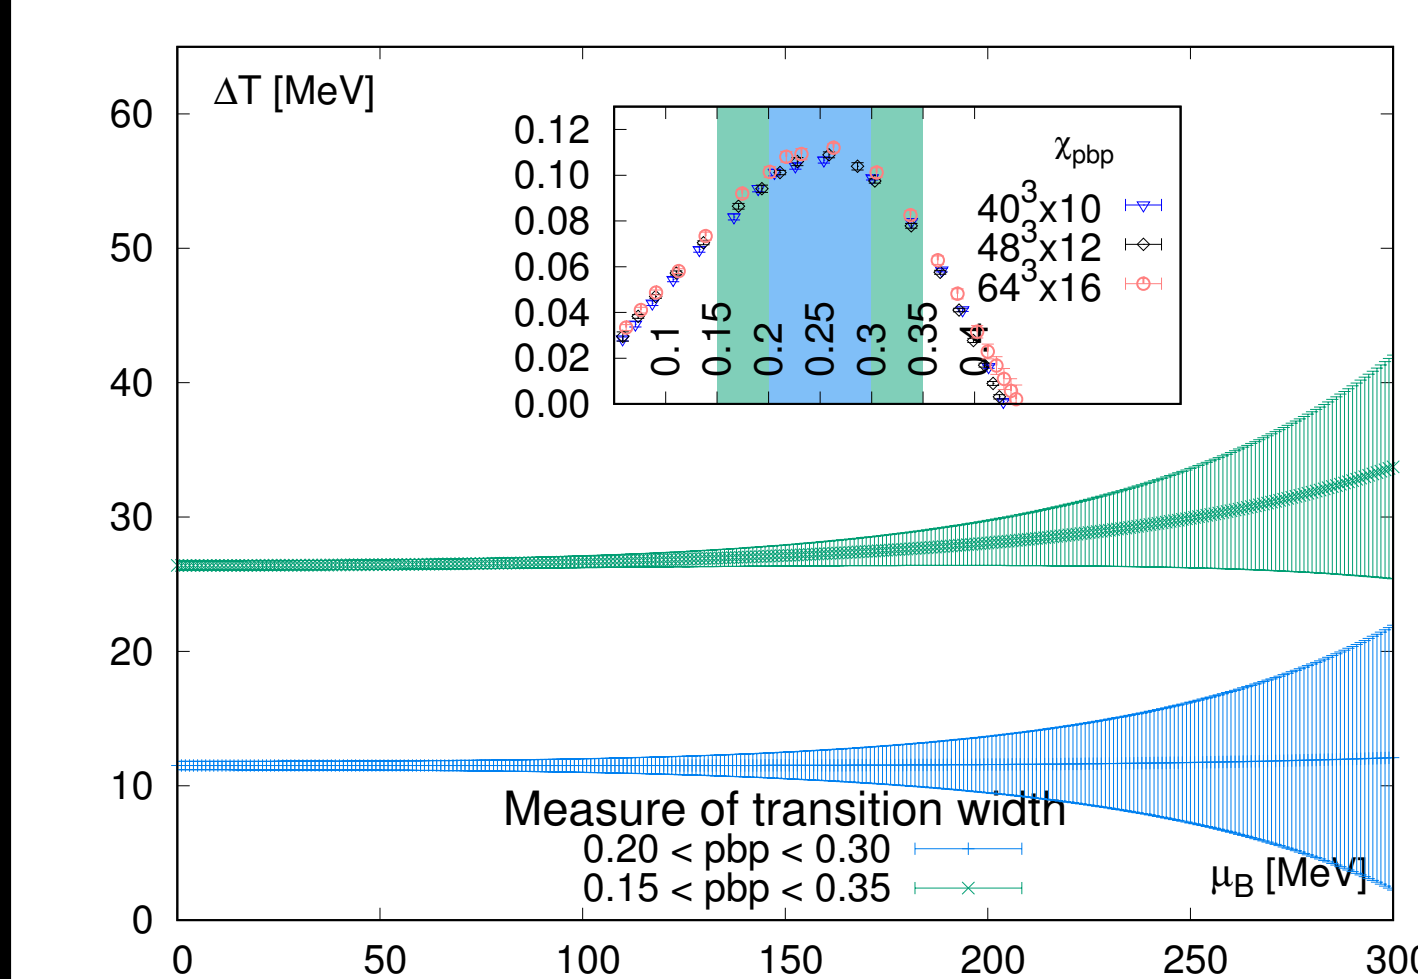 ΔT [MeV]
60
50
40
30
20
10
0
0.12
0.10
0.08
0.06
0.04
0.02
0.00
0.1
0.15
0.2
0.25
0.3
0.35
0.4
χpbp
40³x10
48³x12
64³x16
Measure of transition width
0.20 < pbp < 0.30
0.15 < pbp < 0.35
μB [MeV]
0 50 100 150 200 250 300